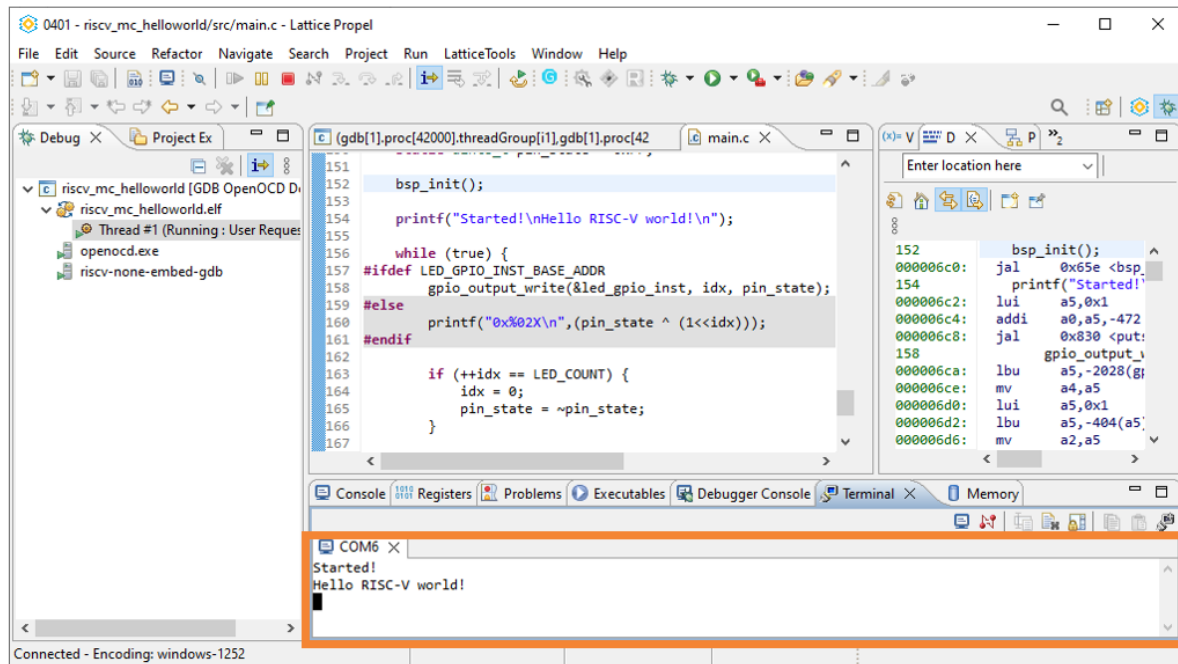 0401 - riscv_mc_helloworld/src/main.c - Lattice Propel
File Edit Source Refactor Navigate Search Project Run LatticeTools Window Help
Debug Project Ex
riscv_mc_helloworld [GDB OpenOCD
riscv_mc_helloworld.elf
Thread #1 (Running : User Reques
openocd.exe
riscv-none-embed-gdb
(gdb[1].proc[42000].threadGroup[i1],gdb[1].proc[42 main.c
151
152 bsp_init();
153
154 printf("Started!\nHello RISC-V world!\n");
155
156 while (true) {
157 #ifdef LED_GPIO_INST_BASE_ADDR
158 gpio_output_write(&led_gpio_inst, idx, pin_state);
159 #else
160 printf("0x%02X\n",(pin_state ^ (1<<idx)));
161 #endif
162
163 if (++idx == LED_COUNT) {
164 idx = 0;
165 pin_state = ~pin_state;
166 }
167
(x)= V D P »2
Enter location here
152 bsp_init();
000006c0: jal 0x65e <bsp_
154 printf("Started!
000006c2: lui a5,0x1
000006c4: addi a0,a5,-472
000006c8: jal 0x830 <puts
158 gpio_output_w
000006ca: lbu a5,-2028(gp
000006ce: mv a4,a5
000006d0: lui a5,0x1
000006d2: lbu a5,-404(a5)
000006d6: mv a2,a5
Console Registers Problems Executables Debugger Console Terminal Memory
COM6
Started!
Hello RISC-V world!
Connected - Encoding: windows-1252